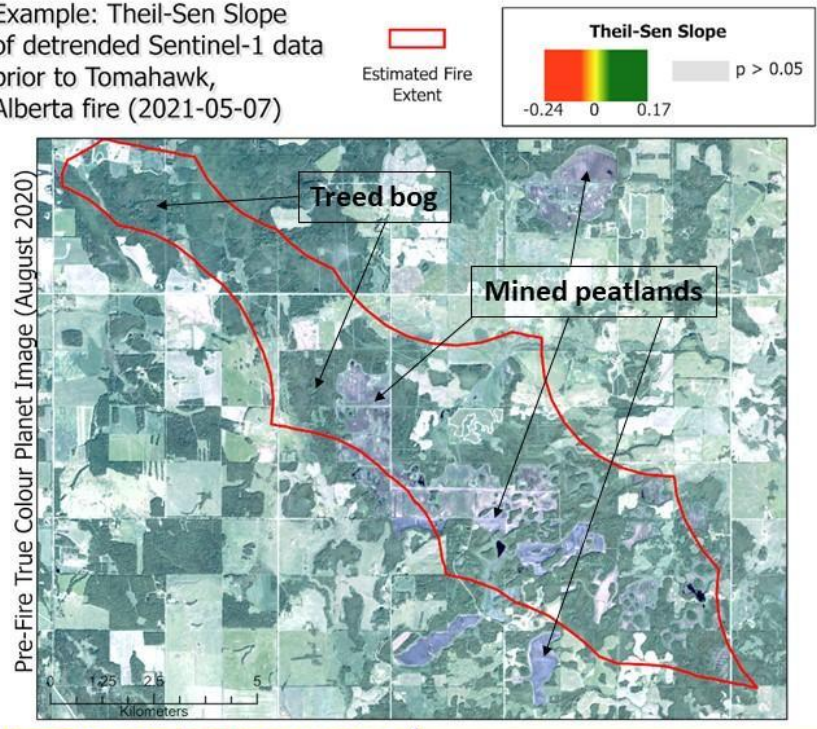 Example: Theil-Sen Slope
of detrended Sentinel-1 data
prior to Tomahawk,
Alberta fire (2021-05-07)
Estimated Fire
Extent
Theil-Sen Slope
p > 0.05
-0.24 0 0.17
Pre-Fire True Colour Planet Image (August 2020)
Treed bog
Mined peatlands
0 1.25 2.5 5
Kilometers